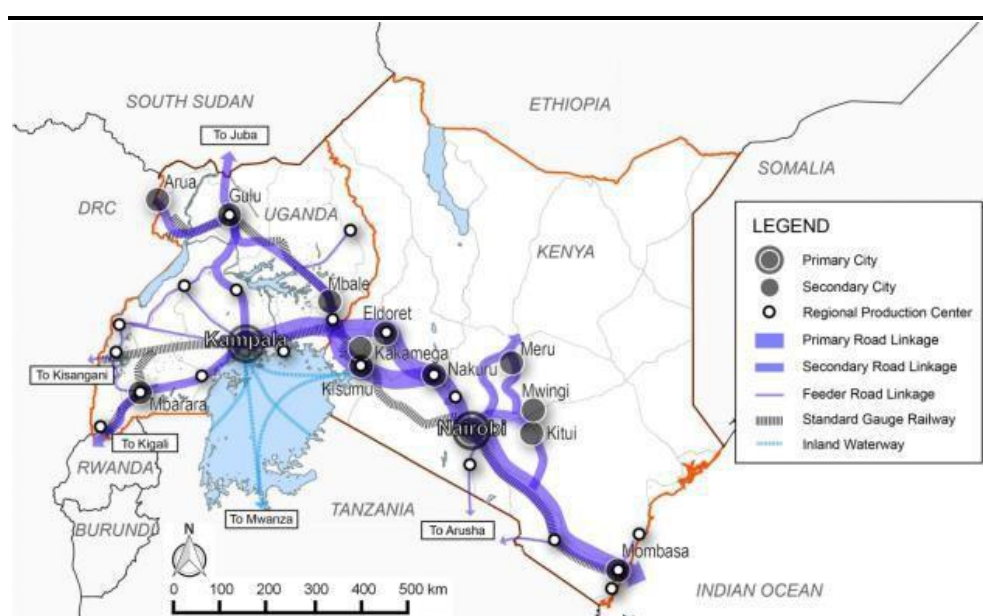 SOUTH SUDAN
ETHIOPIA
To Juba
SOMALIA
Arua
DRC
Gulu
UGANDA
LEGEND
KENYA
Primary City
Mbale
Secondary City
Eldoret
Regional Production Center
Kampala
Kakamega
Meru
Primary Road Linkage
To Kisangani
Kisumu
Nakuru
Secondary Road Linkage
Mwingi
Feeder Road Linkage
Mbarara
Nairobi
Kitui
Standard Gauge Railway
To Kigali
Inland Waterway
RWANDA
TANZANIA
To Mwanza
To Arusha
BURUNDI
N
Mombasa
INDIAN OCEAN
0 100 200 300 400 500 km